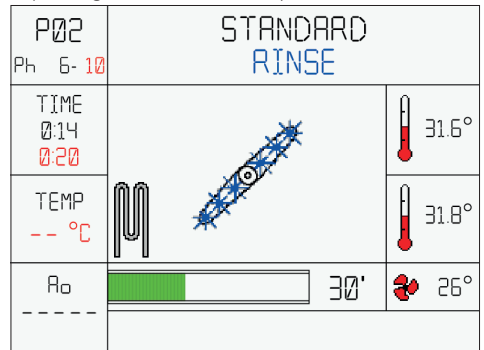 P02
Ph 6- 10
STANDARD
RINSE
TIME
0:14
0:20
31.6°
TEMP
-- °C
31.8°
Ao
-----
30'
26°